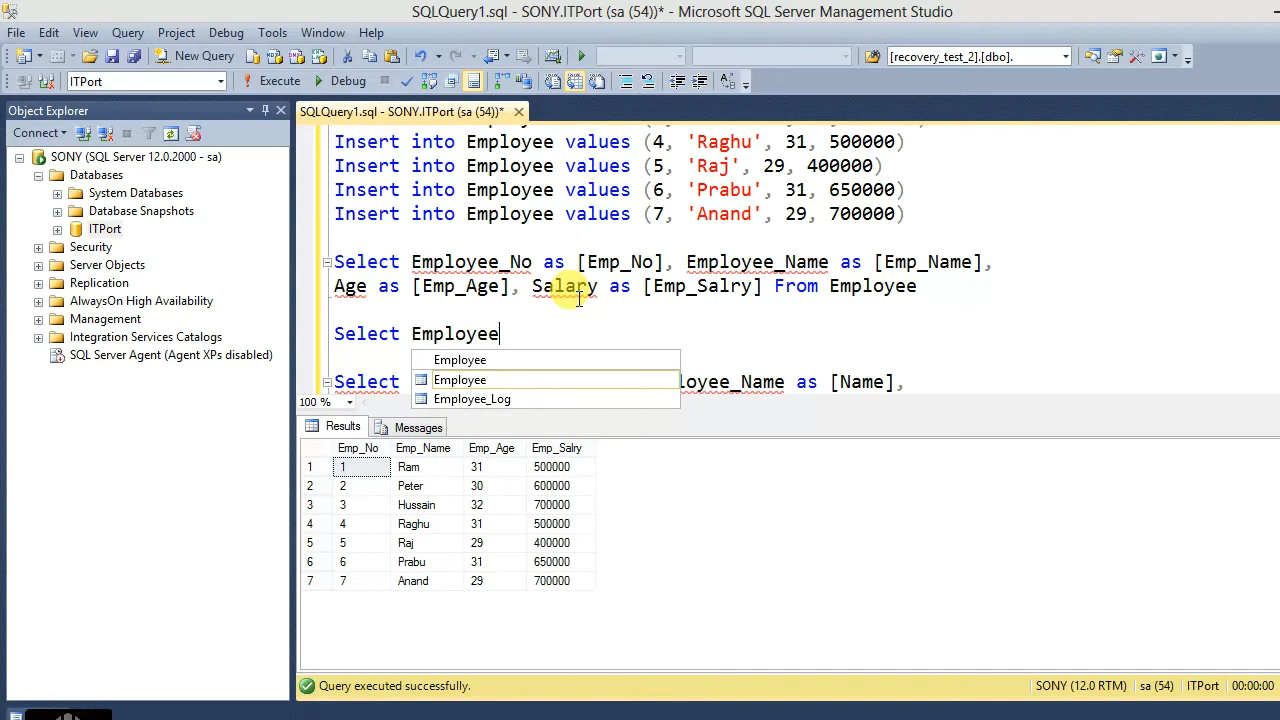 SQLQuery1.sql - SONY.ITPort (sa (54))* - Microsoft SQL Server Management Studio
File Edit View Query Project Debug Tools Window Help
New Query [recovery_test_2].[dbo].
ITPort Execute Debug
Object Explorer
SQLQuery1.sql - SONY.ITPort (sa (54))*
Connect
SONY (SQL Server 12.0.2000 - sa)
Databases
System Databases
Database Snapshots
ITPort
Security
Server Objects
Replication
AlwaysOn High Availability
Management
Integration Services Catalogs
SQL Server Agent (Agent XPs disabled)
Insert into Employee values (4, 'Raghu', 31, 500000)
Insert into Employee values (5, 'Raj', 29, 400000)
Insert into Employee values (6, 'Prabu', 31, 650000)
Insert into Employee values (7, 'Anand', 29, 700000)
Select Employee_No as [Emp_No], Employee_Name as [Emp_Name],
Age as [Emp_Age], Salary as [Emp_Salry] From Employee
Select Employee
Employee
Employee
Employee_Log
Select loyee_Name as [Name],
100 %
Results Messages
Emp_No Emp_Name Emp_Age Emp_Salry
1 1 Ram 31 500000
2 2 Peter 30 600000
3 3 Hussain 32 700000
4 4 Raghu 31 500000
5 5 Raj 29 400000
6 6 Prabu 31 650000
7 7 Anand 29 700000
Query executed successfully. SONY (12.0 RTM) sa (54) ITPort 00:00:00